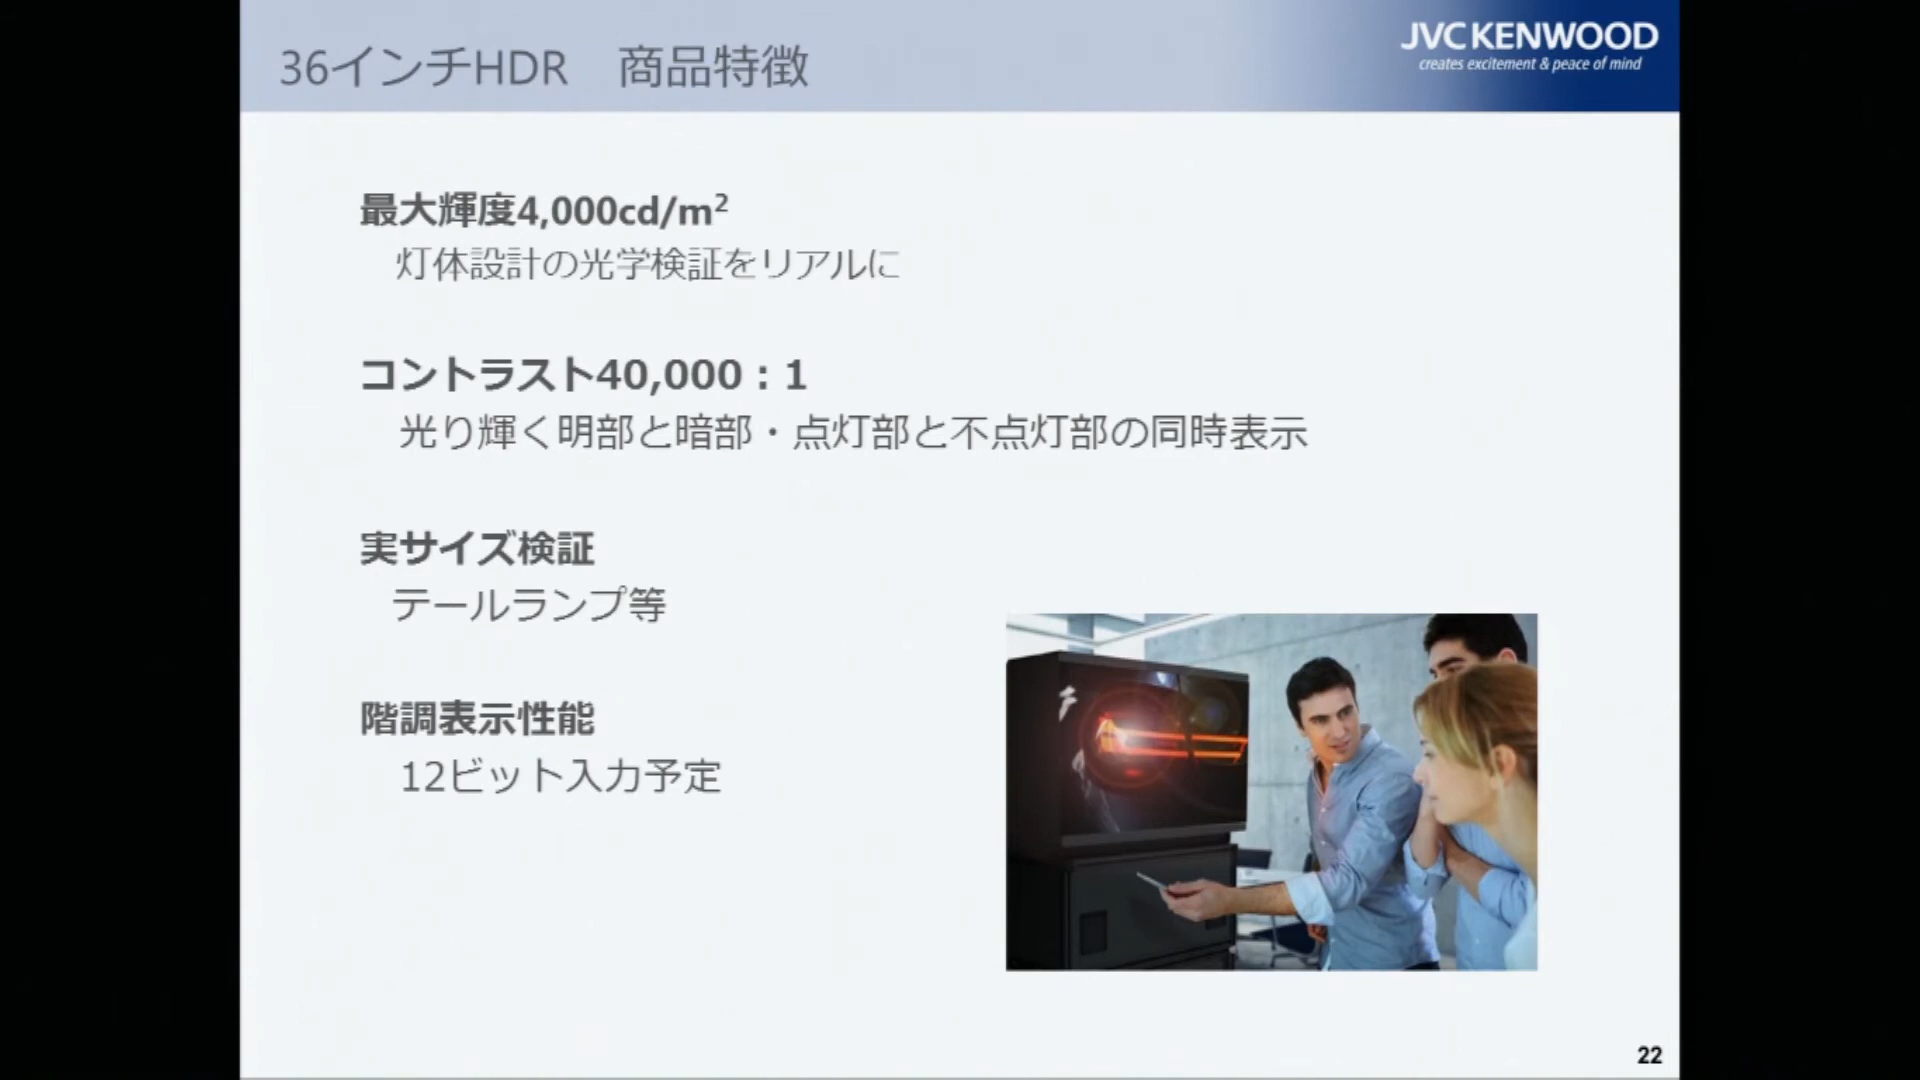 36インチHDR　商品特徴
JVCKENWOOD
creates excitement & peace of mind
最大輝度4,000cd/m²
灯体設計の光学検証をリアルに
コントラスト40,000：1
光り輝く明部と暗部・点灯部と不点灯部の同時表示
実サイズ検証
テールランプ等
階調表示性能
12ビット入力予定
22